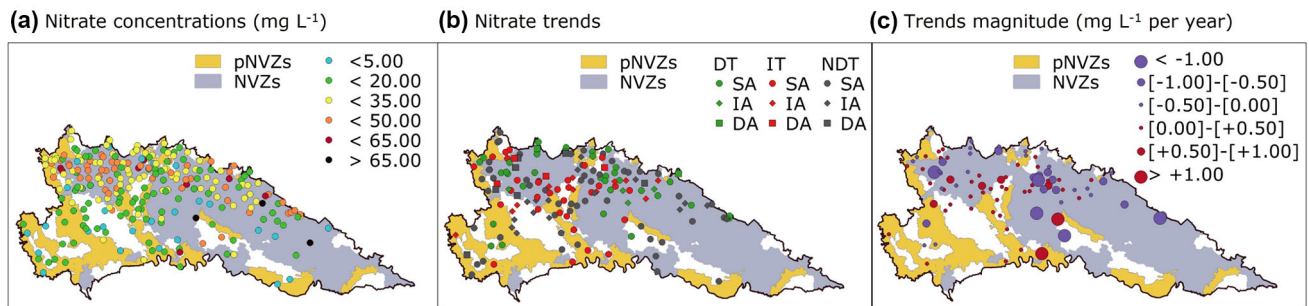 (a) Nitrate concentrations (mg L-1)
pNVZs
NVZs
<5.00
< 20.00
< 35.00
< 50.00
< 65.00
> 65.00
(b) Nitrate trends
pNVZs
NVZs
DT IT NDT
SA SA SA
IA IA IA
DA DA DA
(c) Trends magnitude (mg L-1 per year)
pNVZs
NVZs
< -1.00
[-1.00]-[-0.50]
[-0.50]-[0.00]
[0.00]-[+0.50]
[+0.50]-[+1.00]
> +1.00